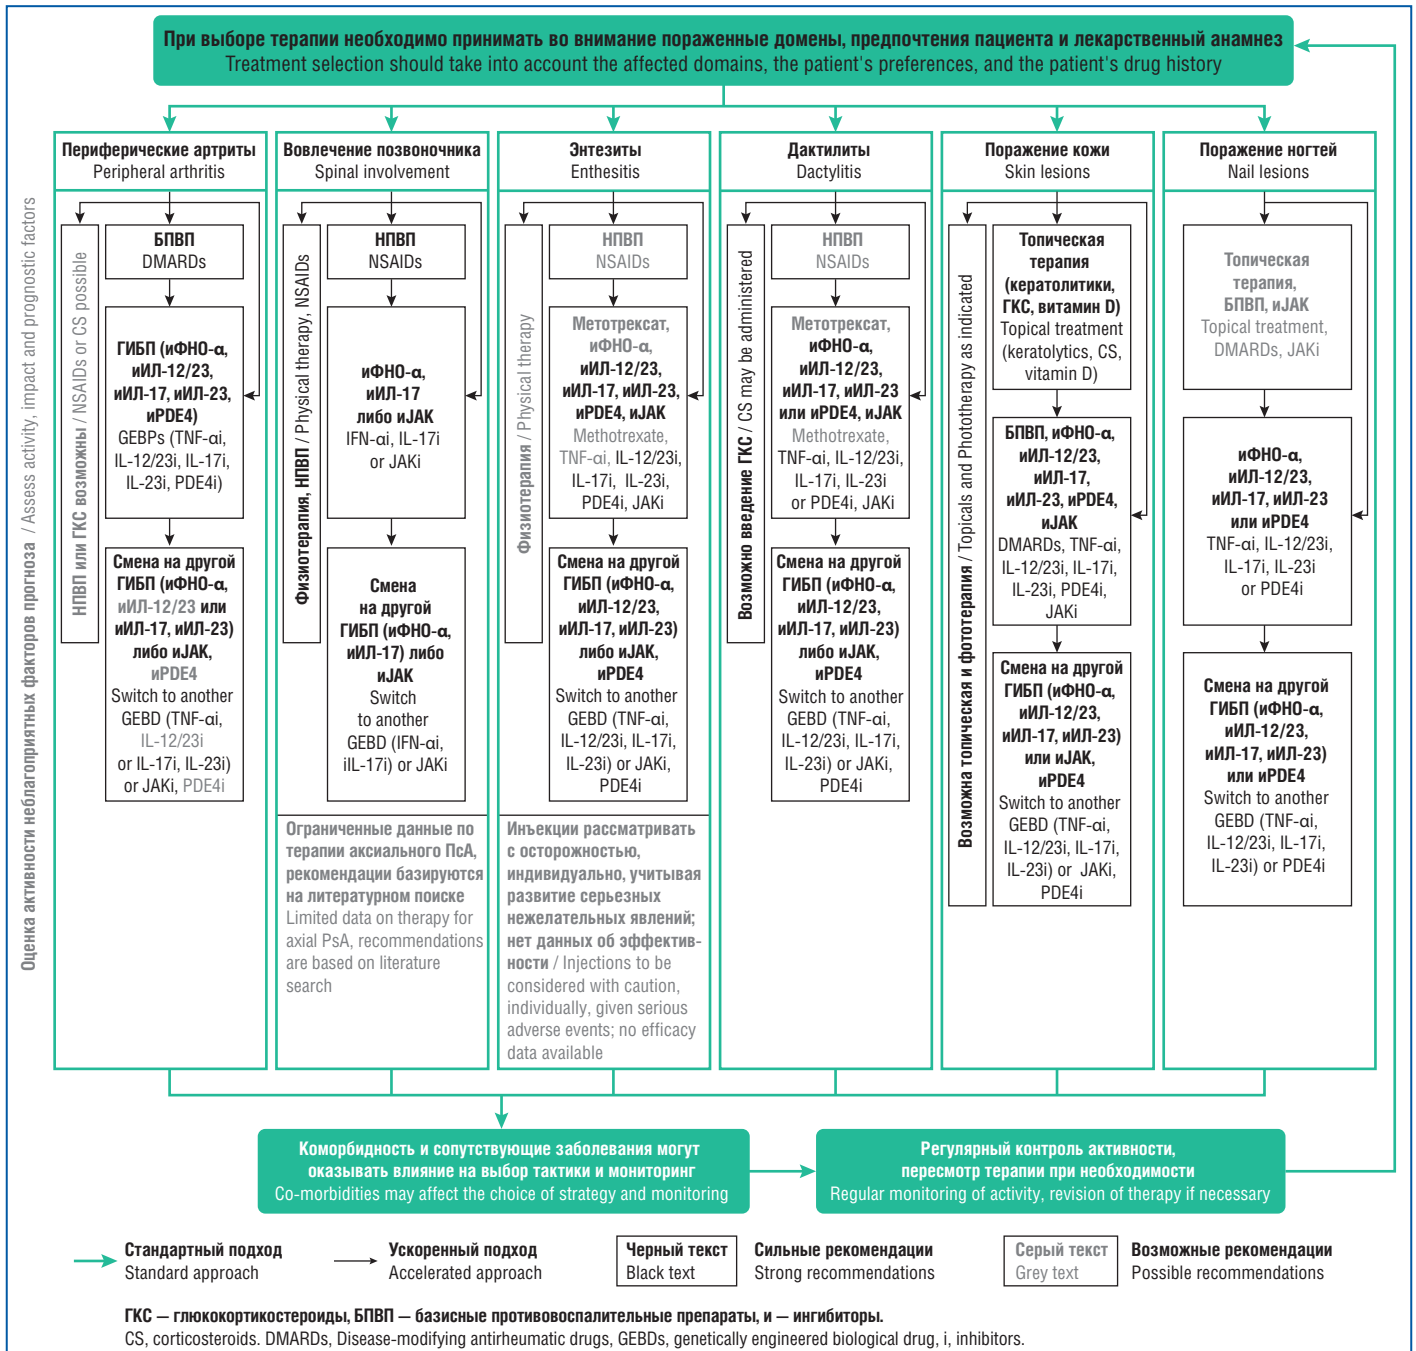 При выборе терапии необходимо принимать во внимание пораженные домены, предпочтения пациента и лекарственный анамнез
Treatment selection should take into account the affected domains, the patient's preferences, and the patient's drug history
Оценка активности неблагоприятных факторов прогноза / Assess activity, impact and prognostic factors
Периферические артриты
Peripheral arthritis
НПВП или ГКС возможны / NSAIDs or CS possible
БПВП
DMARDs
ГИБП (иФНО-α,
иИЛ-12/23,
иИЛ-17, иИЛ-23,
иPDE4)
GEBPs (TNF-αi,
IL-12/23i, IL-17i,
IL-23i, PDE4i)
Смена на другой
ГИБП (иФНО-α,
иИЛ-12/23 или
иИЛ-17, иИЛ-23)
либо иJAK,
иPDE4
Switch to another
GEBD (TNF-αi,
IL-12/23i
or IL-17i, IL-23i)
or JAKi, PDE4i
Вовлечение позвоночника
Spinal involvement
Физиотерапия, НПВП / Physical therapy, NSAIDs
НПВП
NSAIDs
иФНО-α,
иИЛ-17
либо иJAK
IFN-αi, IL-17i
or JAKi
Смена
на другой
ГИБП (иФНО-α,
иИЛ-17) либо
иJAK
Switch
to another
GEBD (IFN-αi,
iIL-17i) or JAKi
Ограниченные данные по
терапии аксиального ПсА,
рекомендации базируются
на литературном поиске
Limited data on therapy for
axial PsA, recommendations
are based on literature
search
Энтезиты
Enthesitis
Физиотерапия / Physical therapy
НПВП
NSAIDs
Метотрексат,
иФНО-α,
иИЛ-12/23,
иИЛ-17, иИЛ-23,
иPDE4, иJAK
Methotrexate,
TNF-αi, IL-12/23i,
IL-17i, IL-23i,
PDE4i, JAKi
Смена на другой
ГИБП (иФНО-α,
иИЛ-12/23,
иИЛ-17, иИЛ-23)
либо иJAK,
иPDE4
Switch to another
GEBD (TNF-αi,
IL-12/23i, IL-17i,
IL-23i) or JAKi,
PDE4i
Инъекции рассматривать
с осторожностью,
индивидуально, учитывая
развитие серьезных
нежелательных явлений;
нет данных об эффектив-
ности / Injections to be
considered with caution,
individually, given serious
adverse events; no efficacy
data available
Дактилиты
Dactylitis
Возможно введение ГКС / CS may be administered
НПВП
NSAIDs
Метотрексат,
иФНО-α,
иИЛ-12/23,
иИЛ-17, иИЛ-23
или иPDE4, иJAK
Methotrexate,
TNF-αi, IL-12/23i,
IL-17i, IL-23i
or PDE4i, JAKi
Смена на другой
ГИБП (иФНО-α,
иИЛ-12/23,
иИЛ-17, иИЛ-23)
либо иJAK,
иPDE4
Switch to another
GEBD (TNF-αi,
IL-12/23i, IL-17i,
IL-23i) or JAKi,
PDE4i
Поражение кожи
Skin lesions
Возможна топическая и фототерапия / Topicals and Phototherapy as indicated
Топическая
терапия
(кератолитики,
ГКС, витамин D)
Topical treatment
(keratolytics, CS,
vitamin D)
БПВП, иФНО-α,
иИЛ-12/23,
иИЛ-17,
иИЛ-23, иPDE4,
иJAK
DMARDs, TNF-αi,
IL-12/23i, IL-17i,
IL-23i, PDE4i,
JAKi
Смена на другой
ГИБП (иФНО-α,
иИЛ-12/23,
иИЛ-17, иИЛ-23)
или иJAK,
иPDE4
Switch to another
GEBD (TNF-αi,
IL-12/23i, IL-17i,
IL-23i) or JAKi,
PDE4i
Поражение ногтей
Nail lesions
Топическая
терапия,
БПВП, иJAK
Topical treatment,
DMARDs, JAKi
иФНО-α,
иИЛ-12/23,
иИЛ-17, иИЛ-23
или иPDE4
TNF-αi, IL-12/23i,
IL-17i, IL-23i
or PDE4i
Смена на другой
ГИБП (иФНО-α,
иИЛ-12/23,
иИЛ-17, иИЛ-23)
или иPDE4
Switch to another
GEBD (TNF-αi,
IL-12/23i, IL-17i,
IL-23i) or PDE4i
Коморбидность и сопутствующие заболевания могут
оказывать влияние на выбор тактики и мониторинг
Co-morbidities may affect the choice of strategy and monitoring
Регулярный контроль активности,
пересмотр терапии при необходимости
Regular monitoring of activity, revision of therapy if necessary
Стандартный подход
Standard approach
Ускоренный подход
Accelerated approach
Черный текст
Black text
Сильные рекомендации
Strong recommendations
Серый текст
Grey text
Возможные рекомендации
Possible recommendations
ГКС — глюкокортикостероиды, БПВП — базисные противовоспалительные препараты, и — ингибиторы.
CS, corticosteroids. DMARDs, Disease-modifying antirheumatic drugs, GEBDs, genetically engineered biological drug, i, inhibitors.